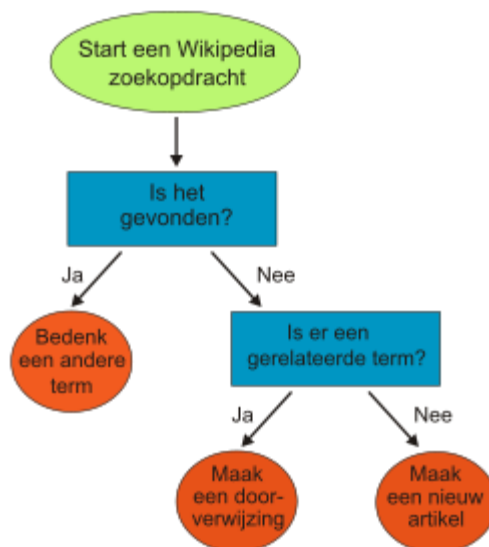 Start een Wikipedia
zoekopdracht
Is het
gevonden?
Ja
Nee
Bedenk
een andere
term
Is er een
gerelateerde term?
Ja
Nee
Maak
een door-
verwijzing
Maak
een nieuw
artikel